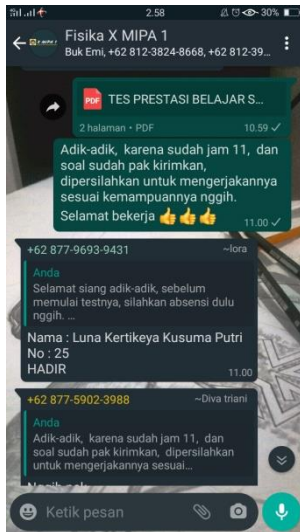 2.58
30%
Fisika X MIPA 1
Buk Emi, +62 812-3824-8668, +62 812-39...
PDF TES PRESTASI BELAJAR S...
2 halaman • PDF 10.59
Adik-adik, karena sudah jam 11, dan
soal sudah pak kirimkan,
dipersilahkan untuk mengerjakannya
sesuai kemampuannya nggih.
Selamat bekerja 👍👍👍
11.00
+62 877-9693-9431 ~lora
Anda
Selamat siang adik-adik, sebelum
memulai testnya, silahkan absensi dulu
nggih. ...
Nama : Luna Kertikeya Kusuma Putri
No : 25
HADIR
11.00
+62 877-5902-3988 ~Diva triani
Anda
Adik-adik, karena sudah jam 11, dan
soal sudah pak kirimkan, dipersilahkan
untuk mengerjakannya sesuai...
Ketik pesan